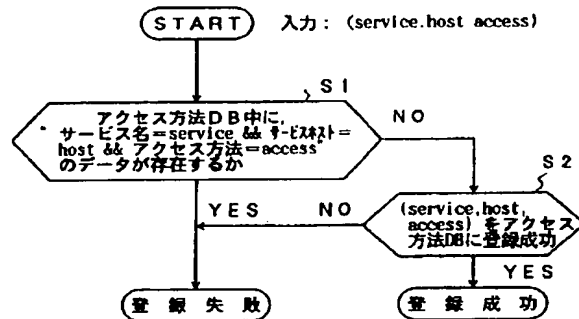 START
入力: (service.host access)
S1
アクセス方法DB中に,
"サービス名=service && サービスホスト=
host && アクセス方法=access"
のデータが存在するか
NO
S2
YES
NO
(service,host,
access) をアクセス
方法DBに登録成功
YES
登録失敗
登録成功